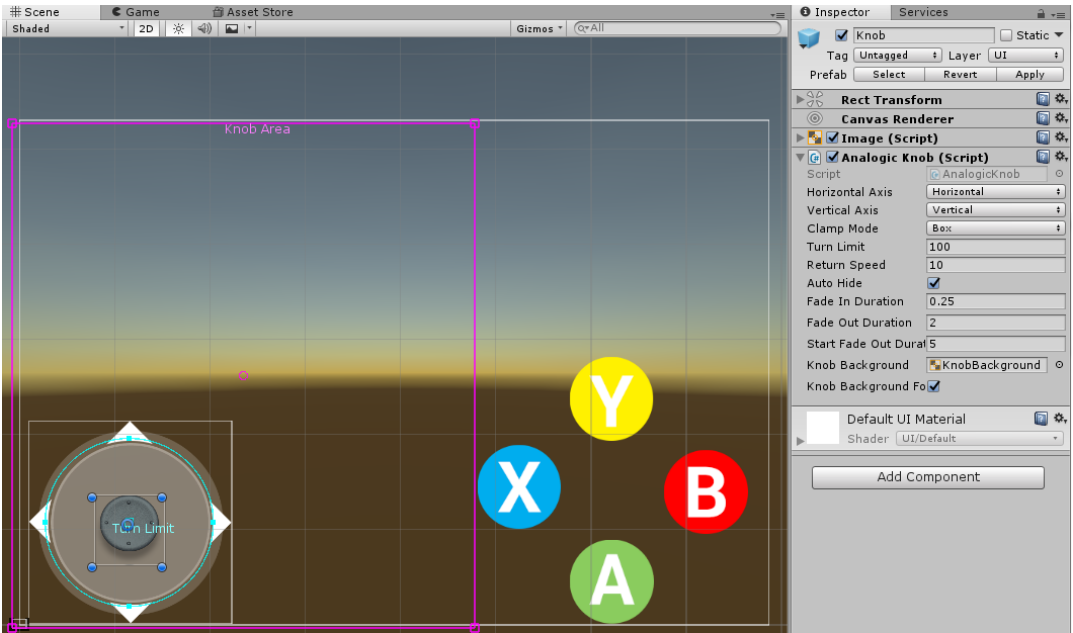 # Scene
Game
Asset Store
Shaded
2D
Gizmos
All
Knob Area
Turn Limit
Y
X
B
A
Inspector
Services
Knob
Static
Tag Untagged Layer UI
Prefab Select Revert Apply
Rect Transform
Canvas Renderer
Image (Script)
Analogic Knob (Script)
Script AnalogicKnob
Horizontal Axis Horizontal
Vertical Axis Vertical
Clamp Mode Box
Turn Limit 100
Return Speed 10
Auto Hide
Fade In Duration 0.25
Fade Out Duration 2
Start Fade Out Durat 5
Knob Background KnobBackground
Knob Background Fo
Default UI Material
Shader UI/Default
Add Component